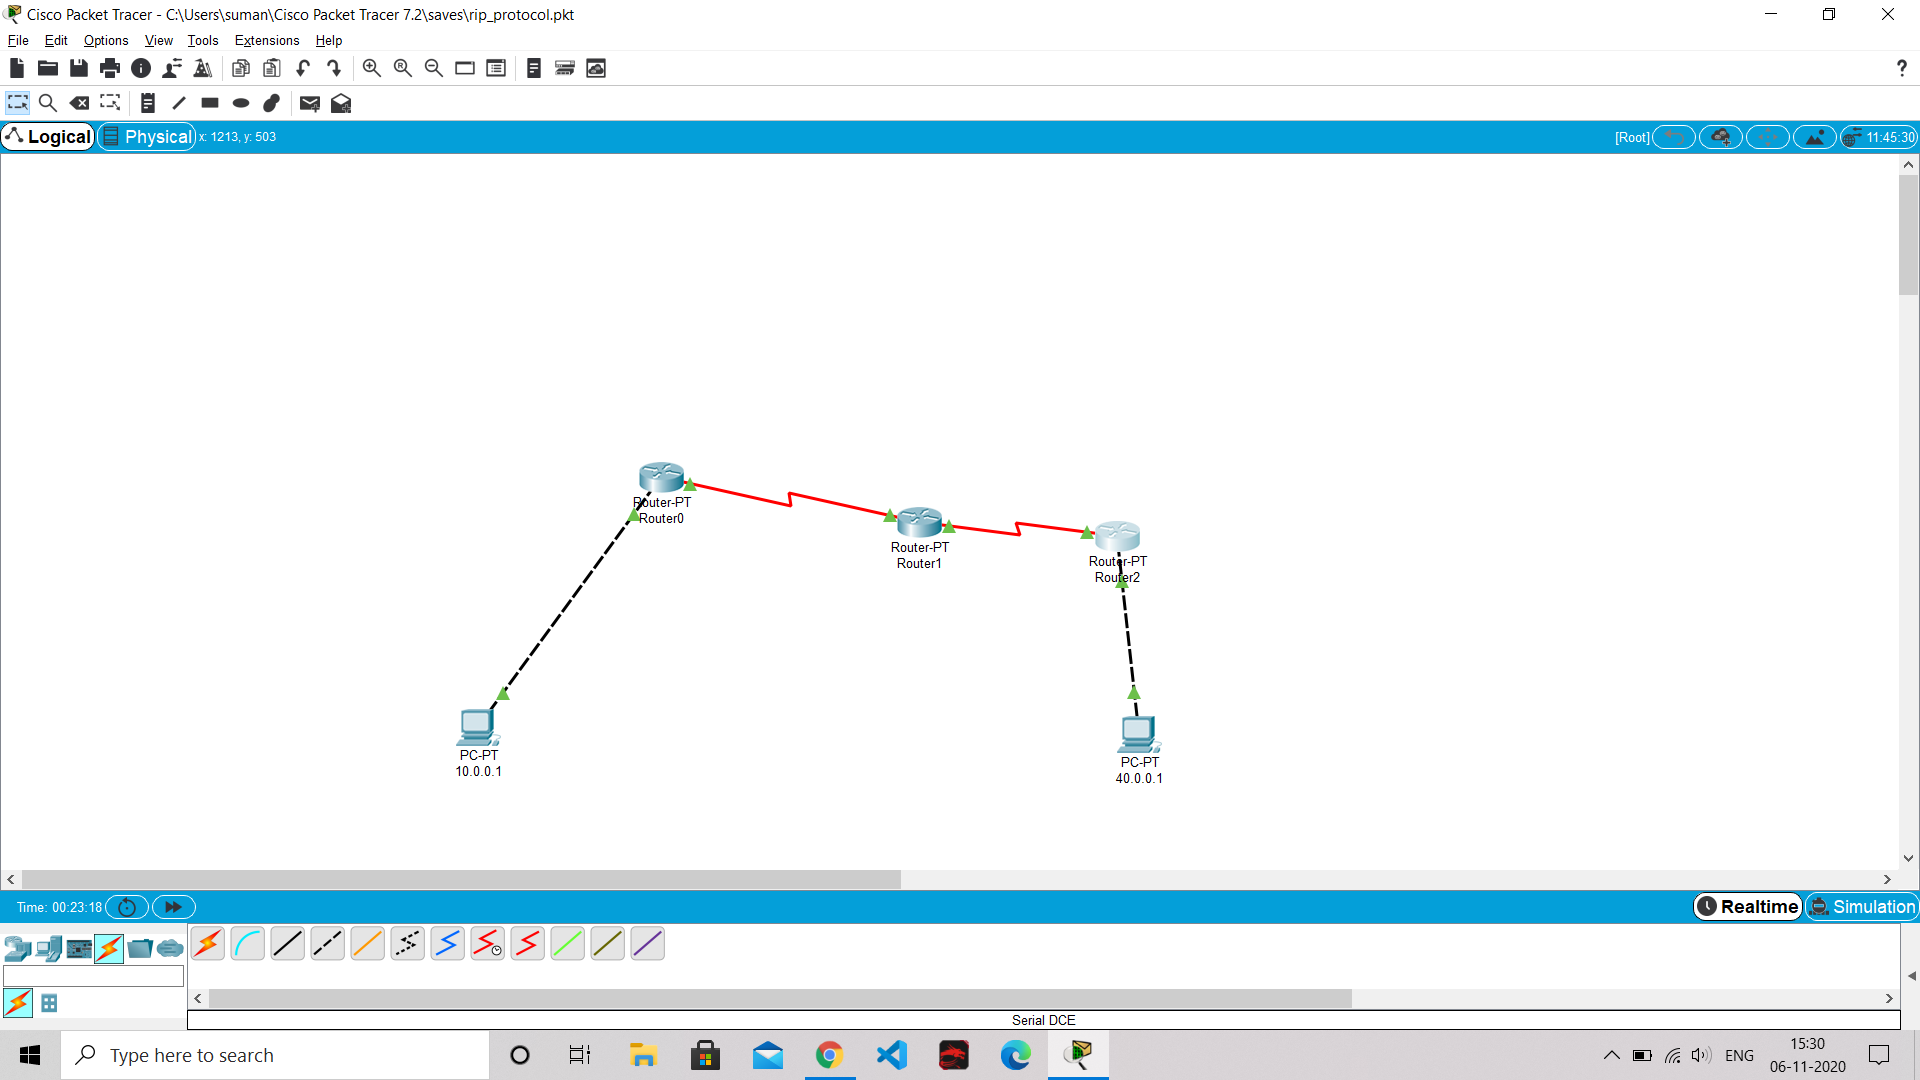 Cisco Packet Tracer - C:\Users\suman\Cisco Packet Tracer 7.2\saves\rip_protocol.pkt
File Edit Options View Tools Extensions Help
?
Logical Physical x: 1213, y: 503 [Root] 11:45:30
Router-PT
Router0
Router-PT
Router1
Router-PT
Router2
PC-PT
10.0.0.1
PC-PT
40.0.0.1
Time: 00:23:18 Realtime Simulation
Serial DCE
Type here to search
ENG
15:30
06-11-2020